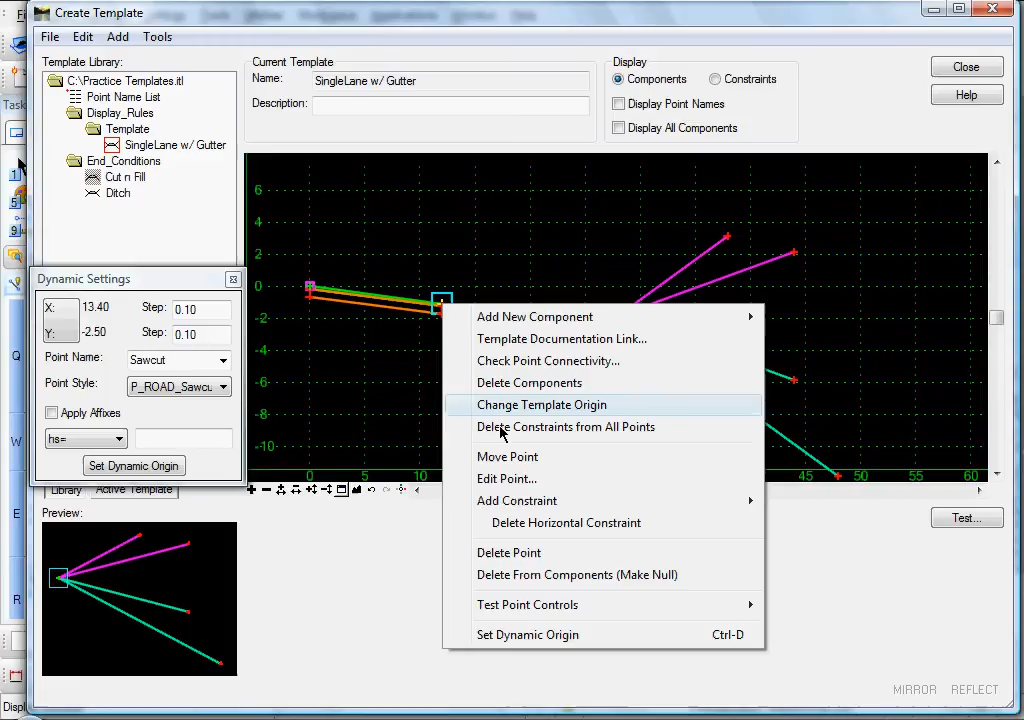 Create Template
File Edit Add Tools
Template Library:
C:\Practice Templates.itl
Point Name List
Display_Rules
Template
SingleLane w/ Gutter
End_Conditions
Cut n Fill
Ditch
Current Template
Name: SingleLane w/ Gutter
Description:
Display
Components Constraints
Display Point Names
Display All Components
Close
Help
6
4
2
0
-2
-4
-6
-8
-10
0 5 10 45 50 55 60
Dynamic Settings
X: 13.40 Step: 0.10
Y: -2.50 Step: 0.10
Point Name: Sawcut
Point Style: P_ROAD_Sawcu
Apply Affixes
hs=
Set Dynamic Origin
Library Active Template
Preview:
Add New Component
Template Documentation Link...
Check Point Connectivity...
Delete Components
Change Template Origin
Delete Constraints from All Points
Move Point
Edit Point...
Add Constraint
Delete Horizontal Constraint
Delete Point
Delete From Components (Make Null)
Test Point Controls
Set Dynamic Origin Ctrl-D
Test...
MIRROR REFLECT
Task
1
5
9
Q
W
E
R
Displ